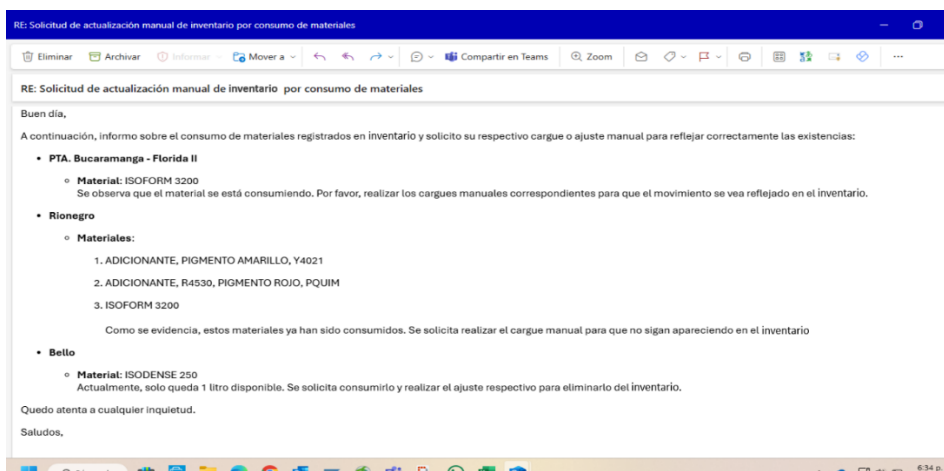 RE: Solicitud de actualización manual de inventario por consumo de materiales
Eliminar Archivar Informar Mover a Compartir en Teams Zoom
RE: Solicitud de actualización manual de inventario por consumo de materiales
Buen día,
A continuación, informo sobre el consumo de materiales registrados en inventario y solicito su respectivo cargue o ajuste manual para reflejar correctamente las existencias:
• PTA. Bucaramanga - Florida II
○ Material: ISOFORM 3200
Se observa que el material se está consumiendo. Por favor, realizar los cargues manuales correspondientes para que el movimiento se vea reflejado en el inventario.
• Rionegro
○ Materiales:
1. ADICIONANTE, PIGMENTO AMARILLO, Y4021
2. ADICIONANTE, R4530, PIGMENTO ROJO, PQUIM
3. ISOFORM 3200
Como se evidencia, estos materiales ya han sido consumidos. Se solicita realizar el cargue manual para que no sigan apareciendo en el inventario
• Bello
○ Material: ISODENSE 250
Actualmente, solo queda 1 litro disponible. Se solicita consumirlo y realizar el ajuste respectivo para eliminarlo del inventario.
Quedo atenta a cualquier inquietud.
Saludos,
6:34 p.